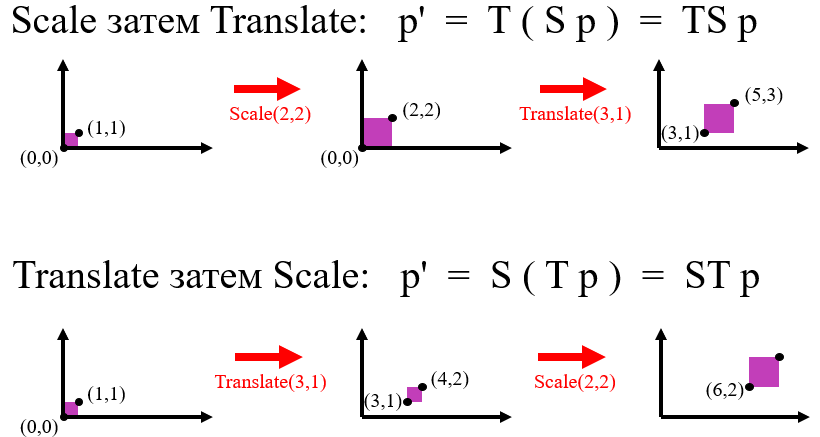 Scale затем Translate: p' = T ( S p ) = TS p
(1,1)
(0,0)
Scale(2,2)
(2,2)
(0,0)
Translate(3,1)
(5,3)
(3,1)
Translate затем Scale: p' = S ( T p ) = ST p
(1,1)
(0,0)
Translate(3,1)
(4,2)
(3,1)
Scale(2,2)
(6,2)